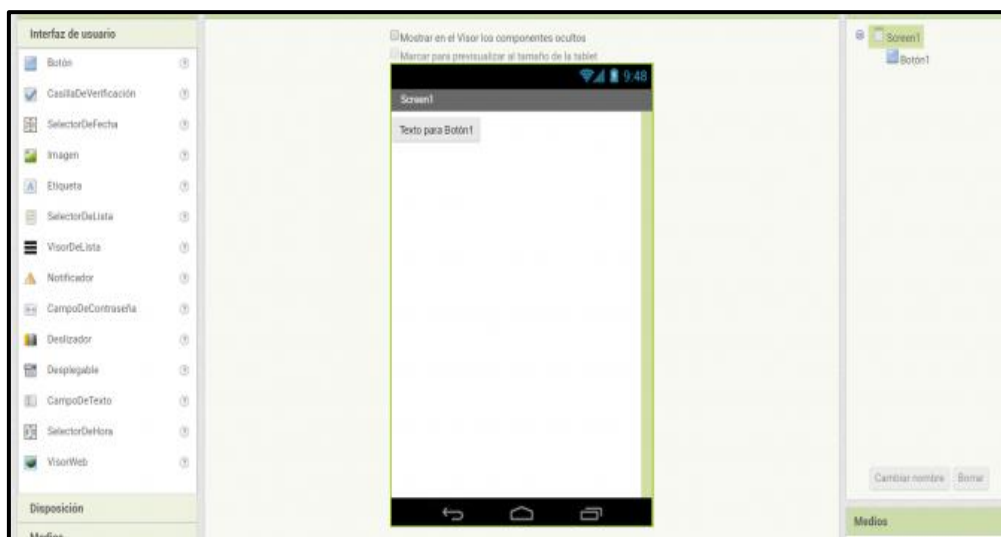 Interfaz de usuario
Botón
CasillaDeVerificación
SelectorDeFecha
Imagen
Etiqueta
SelectorDeLista
VisorDeLista
Notificador
CampoDeContraseña
Deslizador
Desplegable
CampoDeTexto
SelectorDeHora
VisorWeb
Disposición
Medios
Mostrar en el Visor los componentes ocultos
Marcar para previsualizar al tamaño de la tablet
9:48
Screen1
Texto para Botón1
Screen1
Botón1
Cambiar nombre Borrar
Medios